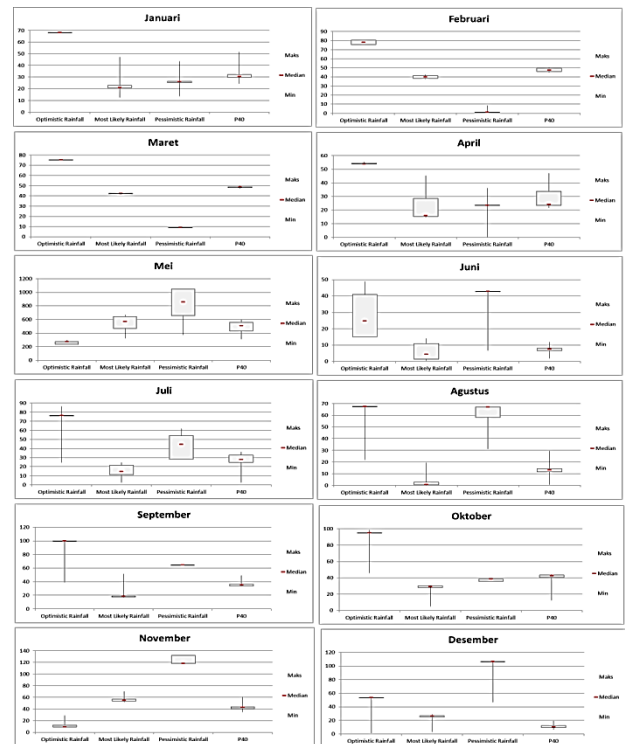 Januari
70
60
50
40
30
20
10
0
Optimistic Rainfall Most Likely Rainfall Pessimistic Rainfall P40
Maks
Median
Min
Februari
90
80
70
60
50
40
30
20
10
0
Optimistic Rainfall Most Likely Rainfall Pessimistic Rainfall P40
Maks
Median
Min
Maret
80
70
60
50
40
30
20
10
0
Optimistic Rainfall Most Likely Rainfall Pessimistic Rainfall P40
Maks
Median
Min
April
60
50
40
30
20
10
0
Optimistic Rainfall Most Likely Rainfall Pessimistic Rainfall P40
Maks
Median
Min
Mei
1200
1000
800
600
400
200
0
Optimistic Rainfall Most Likely Rainfall Pessimistic Rainfall P40
Maks
Median
Min
Juni
50
40
30
20
10
0
Optimistic Rainfall Most Likely Rainfall Pessimistic Rainfall P40
Maks
Median
Min
Juli
90
80
70
60
50
40
30
20
10
0
Optimistic Rainfall Most Likely Rainfall Pessimistic Rainfall P40
Maks
Median
Min
Agustus
70
60
50
40
30
20
10
0
Optimistic Rainfall Most Likely Rainfall Pessimistic Rainfall P40
Maks
Median
Min
September
120
100
80
60
40
20
0
Optimistic Rainfall Most Likely Rainfall Pessimistic Rainfall P40
Maks
Median
Min
Oktober
100
80
60
40
20
0
Optimistic Rainfall Most Likely Rainfall Pessimistic Rainfall P40
Maks
Median
Min
November
140
120
100
80
60
40
20
0
Optimistic Rainfall Most Likely Rainfall Pessimistic Rainfall P40
Maks
Median
Min
Desember
120
100
80
60
40
20
0
Optimistic Rainfall Most Likely Rainfall Pessimistic Rainfall P40
Maks
Median
Min